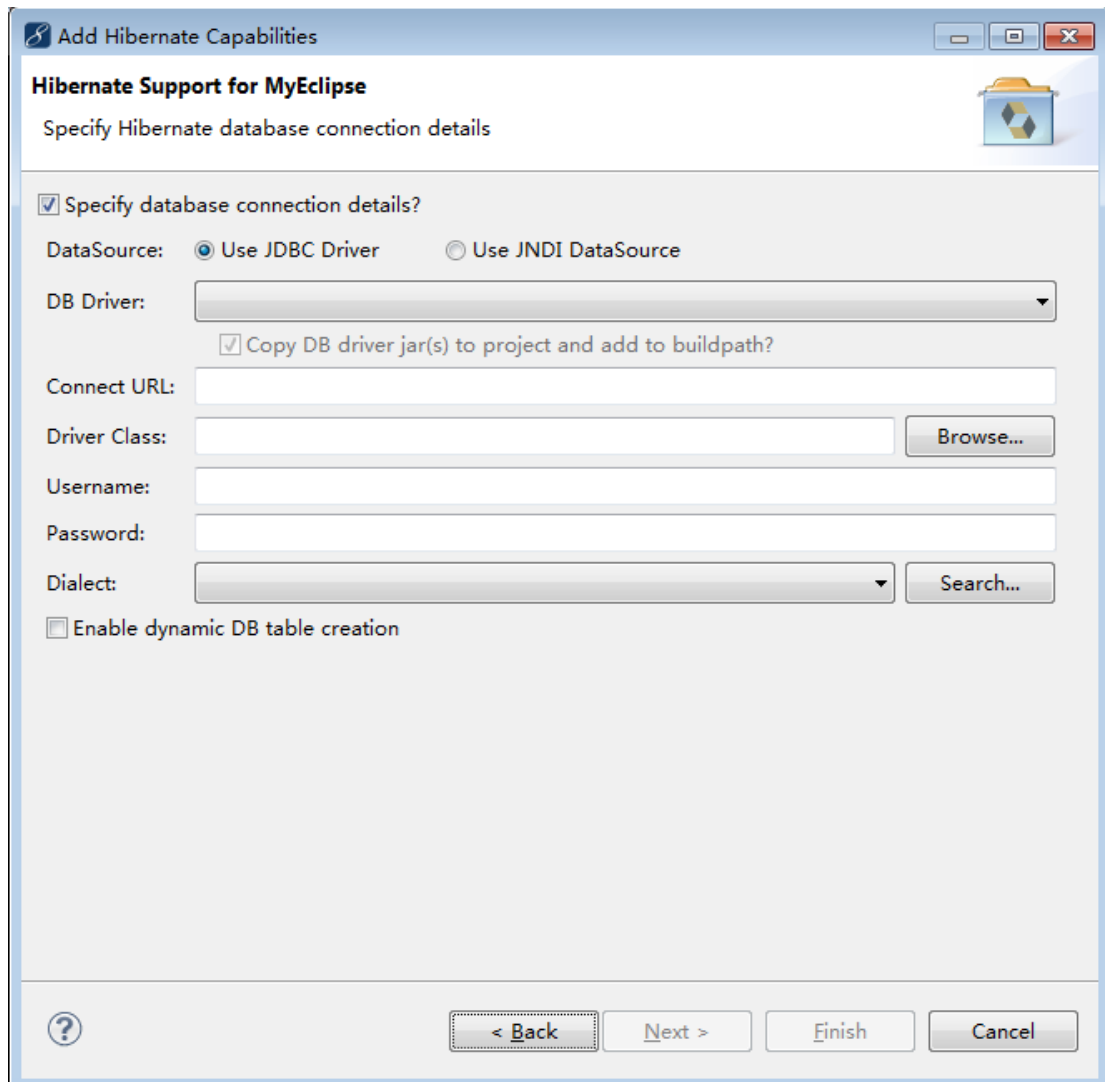 Add Hibernate Capabilities
Hibernate Support for MyEclipse
Specify Hibernate database connection details
Specify database connection details?
DataSource: Use JDBC Driver Use JNDI DataSource
DB Driver:
Copy DB driver jar(s) to project and add to buildpath?
Connect URL:
Driver Class: Browse...
Username:
Password:
Dialect: Search...
Enable dynamic DB table creation
? < Back Next > Finish Cancel